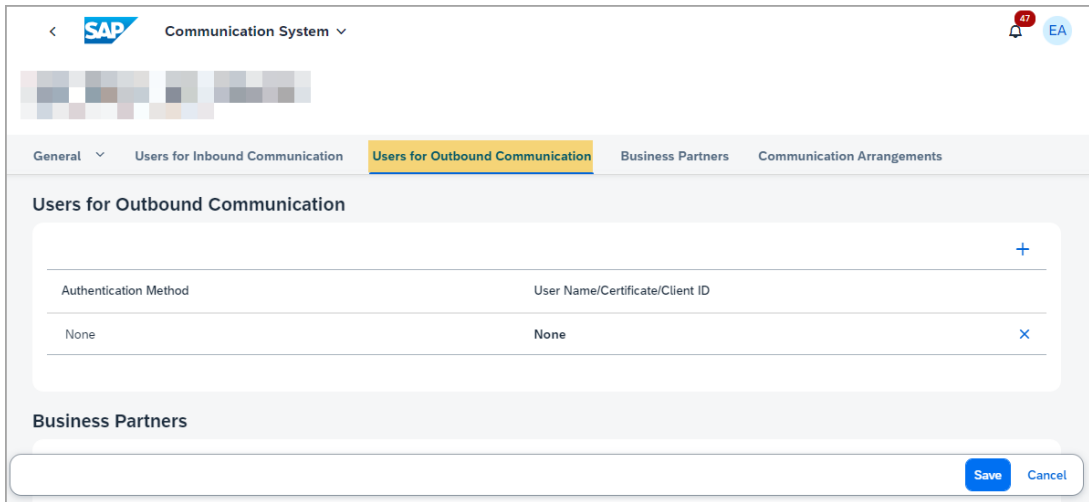 SAP Communication System 47 EA
General Users for Inbound Communication Users for Outbound Communication Business Partners Communication Arrangements
Users for Outbound Communication
Authentication Method User Name/Certificate/Client ID
None None
Business Partners
Save Cancel